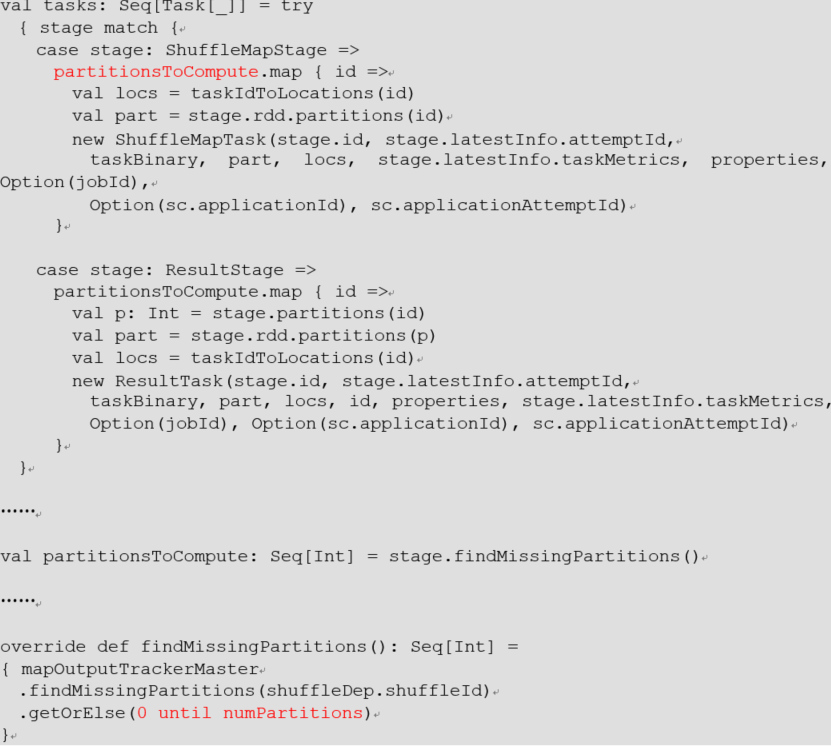 val tasks: Seq[Task[_]] = try
{ stage match {
case stage: ShuffleMapStage =>
partitionsToCompute.map { id =>
val locs = taskIdToLocations(id)
val part = stage.rdd.partitions(id)
new ShuffleMapTask(stage.id, stage.latestInfo.attemptId,
taskBinary, part, locs, stage.latestInfo.taskMetrics, properties,
Option(jobId),
Option(sc.applicationId), sc.applicationAttemptId)
}
case stage: ResultStage =>
partitionsToCompute.map { id =>
val p: Int = stage.partitions(id)
val part = stage.rdd.partitions(p)
val locs = taskIdToLocations(id)
new ResultTask(stage.id, stage.latestInfo.attemptId,
taskBinary, part, locs, id, properties, stage.latestInfo.taskMetrics,
Option(jobId), Option(sc.applicationId), sc.applicationAttemptId)
}
}
……
val partitionsToCompute: Seq[Int] = stage.findMissingPartitions()
……
override def findMissingPartitions(): Seq[Int] =
{ mapOutputTrackerMaster
.findMissingPartitions(shuffleDep.shuffleId)
.getOrElse(0 until numPartitions)
}